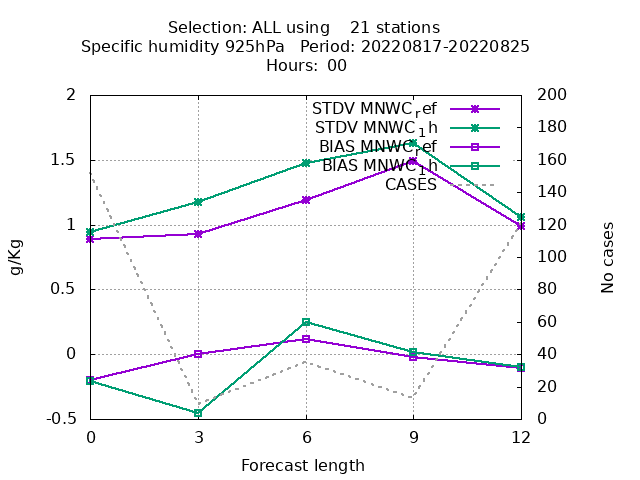 Selection: ALL using    21 stations
Specific humidity 925hPa   Period: 20220817-20220825
Hours: 00
2
1.5
1
0.5
0
-0.5
200
180
160
140
120
100
80
60
40
20
0
STDV MNWC_ref
STDV MNWC_1h
BIAS MNWC_ref
BIAS MNWC_1h
CASES
g/Kg
No cases
0 3 6 9 12
Forecast length